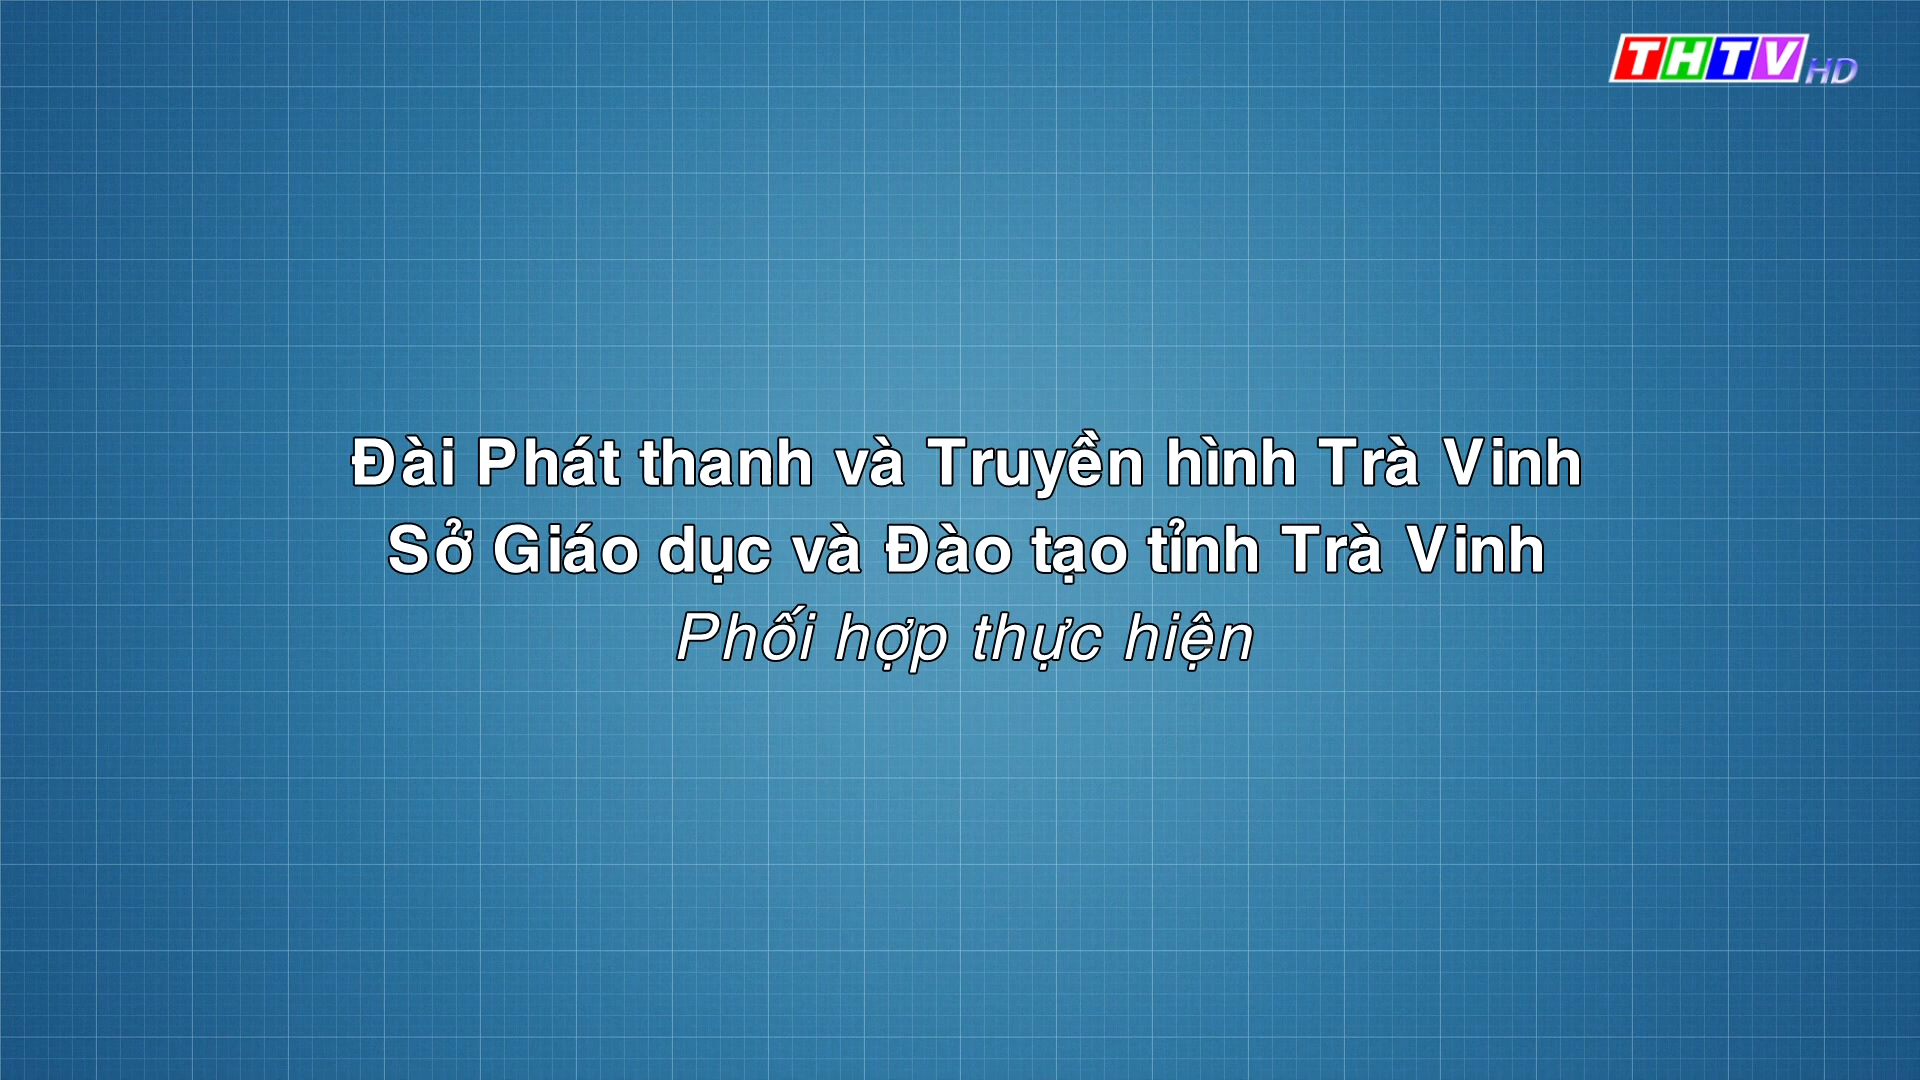 THTV HD
Đài Phát thanh và Truyền hình Trà Vinh
Sở Giáo dục và Đào tạo tỉnh Trà Vinh
Phối hợp thực hiện